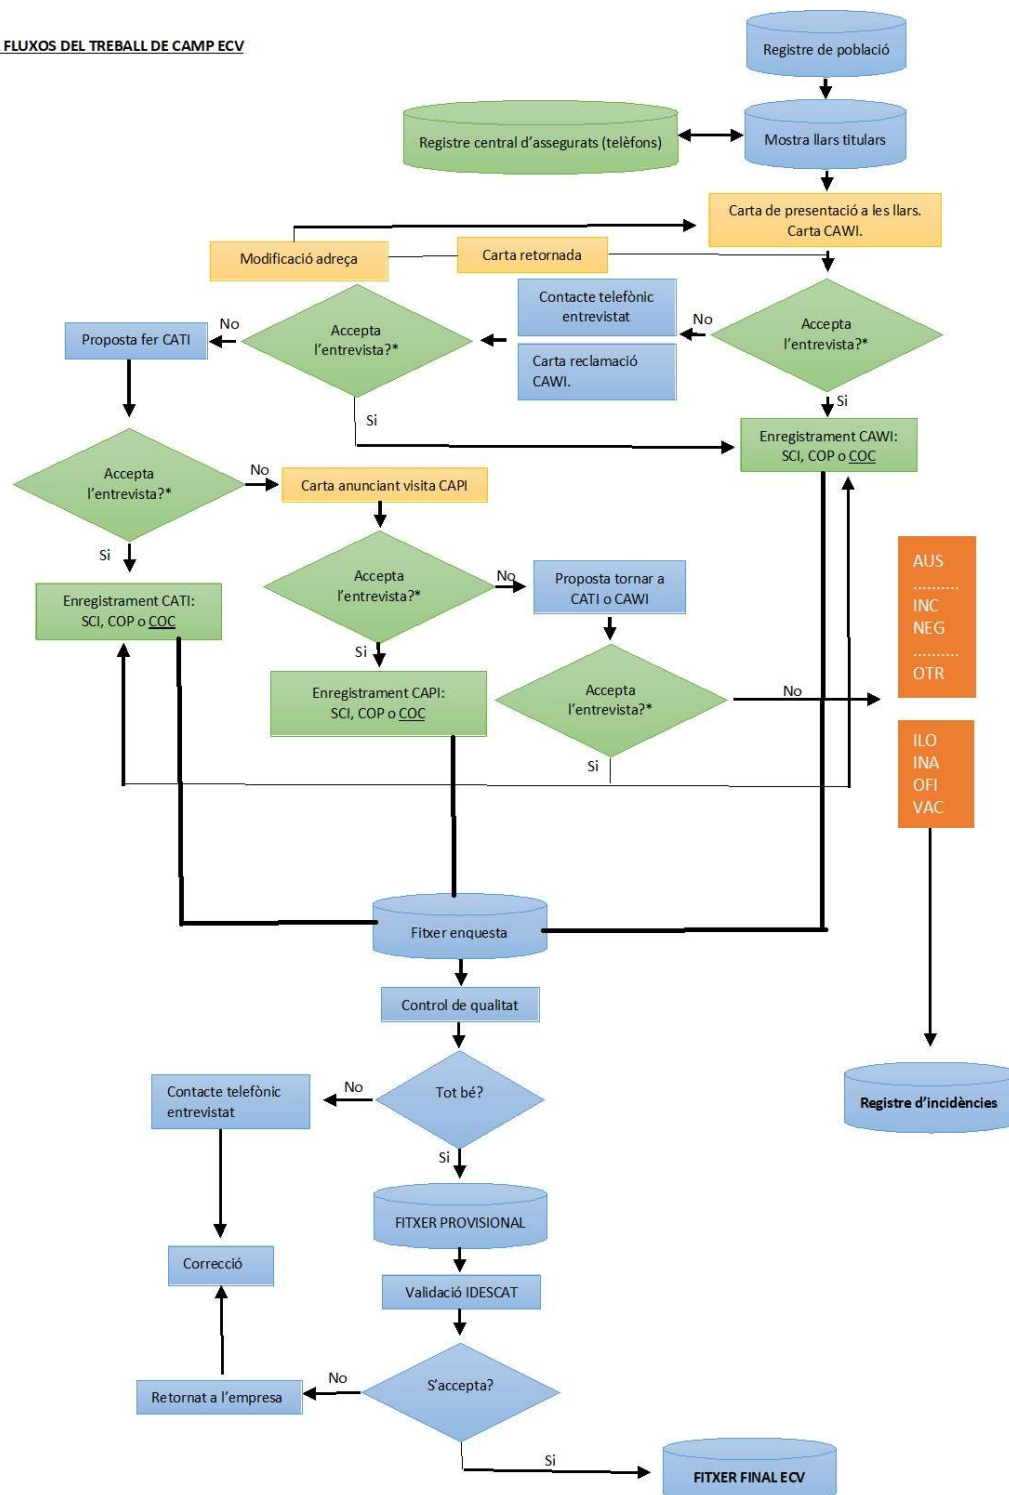 FLUXOS DEL TREBALL DE CAMP ECV
Registre de població
Registre central d'assegurats (telèfons)
Mostra llars titulars
Carta de presentació a les llars.
Carta CAWI.
Modificació adreça
Carta retornada
Contacte telefònic
entrevistat
No
Accepta
l'entrevista?*
Carta reclamació
CAWI.
Accepta
l'entrevista?*
No
Proposta fer CATI
Si
Si
Enregistrament CAWI:
SCI, COP o COC
Accepta
l'entrevista?*
No
Carta anunciant visita CAPI
Si
Enregistrament CATI:
SCI, COP o COC
Accepta
l'entrevista?*
No
Proposta tornar a
CATI o CAWI
Si
Enregistrament CAPI:
SCI, COP o COC
Accepta
l'entrevista?*
No
Si
AUS
..........
INC
NEG
..........
OTR
ILO
INA
OFI
VAC
Fitxer enquesta
Control de qualitat
Tot bé?
No
Contacte telefònic
entrevistat
Registre d'incidències
Si
FITXER PROVISIONAL
Correcció
Validació IDESCAT
S'accepta?
No
Retornat a l'empresa
Si
FITXER FINAL ECV